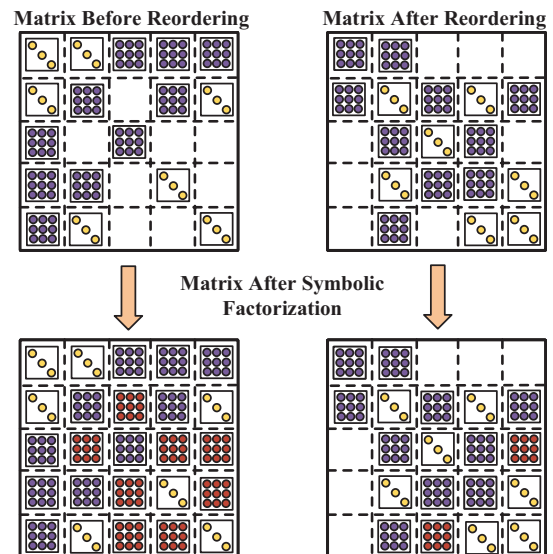 Matrix Before Reordering
Matrix After Reordering
Matrix After Symbolic
Factorization